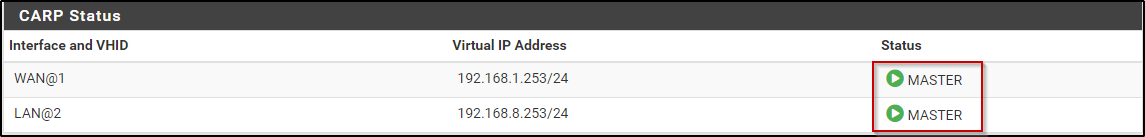 CARP Status
Interface and VHID Virtual IP Address Status
WAN@1 192.168.1.253/24 MASTER
LAN@2 192.168.8.253/24 MASTER